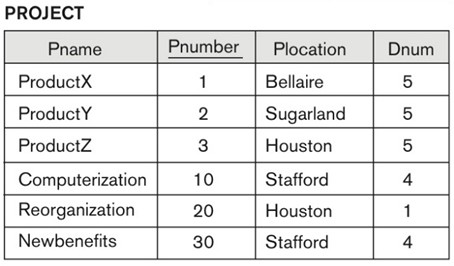 PROJECT
Pname Pnumber Plocation Dnum
ProductX 1 Bellaire 5
ProductY 2 Sugarland 5
ProductZ 3 Houston 5
Computerization 10 Stafford 4
Reorganization 20 Houston 1
Newbenefits 30 Stafford 4